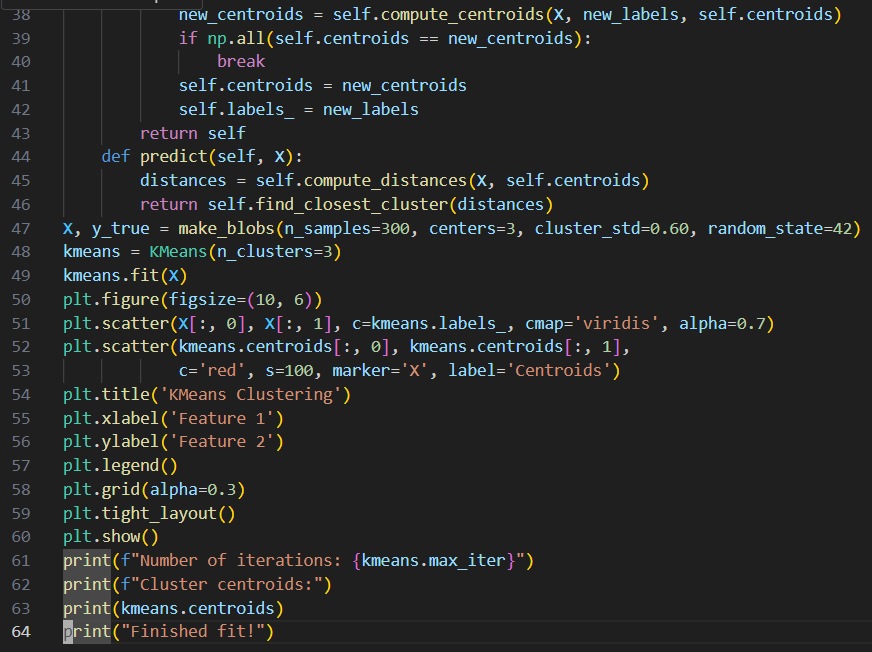 38 new_centroids = self.compute_centroids(X, new_labels, self.centroids)
39 if np.all(self.centroids == new_centroids):
40 break
41 self.centroids = new_centroids
42 self.labels_ = new_labels
43 return self
44 def predict(self, X):
45 distances = self.compute_distances(X, self.centroids)
46 return self.find_closest_cluster(distances)
47 X, y_true = make_blobs(n_samples=300, centers=3, cluster_std=0.60, random_state=42)
48 kmeans = KMeans(n_clusters=3)
49 kmeans.fit(X)
50 plt.figure(figsize=(10, 6))
51 plt.scatter(X[:, 0], X[:, 1], c=kmeans.labels_, cmap='viridis', alpha=0.7)
52 plt.scatter(kmeans.centroids[:, 0], kmeans.centroids[:, 1],
53 c='red', s=100, marker='X', label='Centroids')
54 plt.title('KMeans Clustering')
55 plt.xlabel('Feature 1')
56 plt.ylabel('Feature 2')
57 plt.legend()
58 plt.grid(alpha=0.3)
59 plt.tight_layout()
60 plt.show()
61 print(f"Number of iterations: {kmeans.max_iter}")
62 print(f"Cluster centroids:")
63 print(kmeans.centroids)
64 print("Finished fit!")